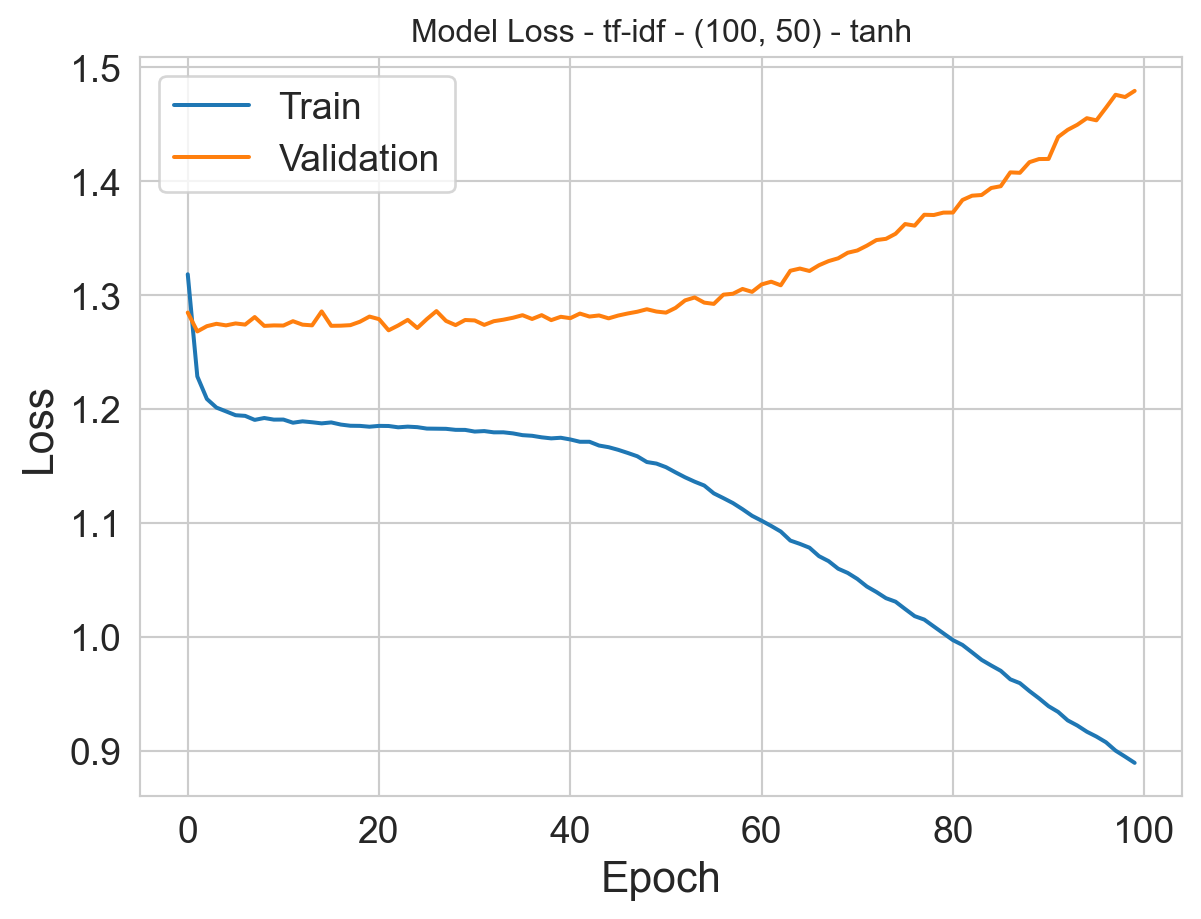 Model Loss - tf-idf - (100, 50) - tanh
Train
Validation
1.5
1.4
1.3
1.2
1.1
1.0
0.9
Loss
0 20 40 60 80 100
Epoch